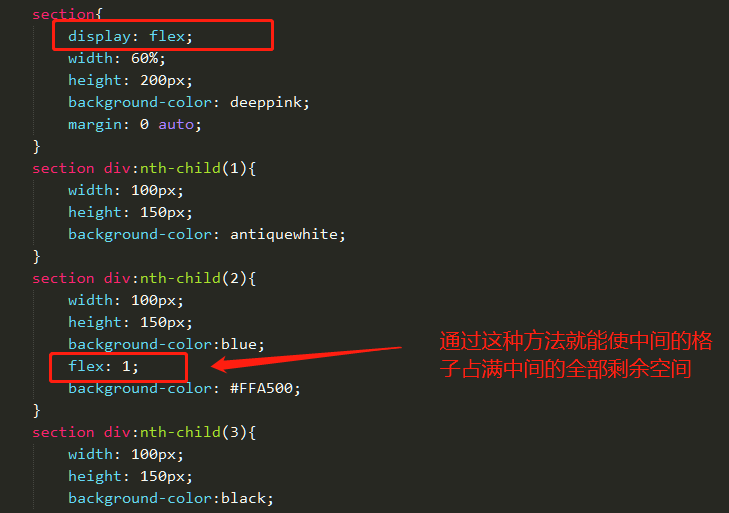 section{
display: flex;
width: 60%;
height: 200px;
background-color: deeppink;
margin: 0 auto;
}
section div:nth-child(1){
width: 100px;
height: 150px;
background-color: antiquewhite;
}
section div:nth-child(2){
width: 100px;
height: 150px;
background-color:blue;
flex: 1;
background-color: #FFA500;
通过这种方法就能使中间的格
子占满中间的全部剩余空间
}
section div:nth-child(3){
width: 100px;
height: 150px;
background-color:black;